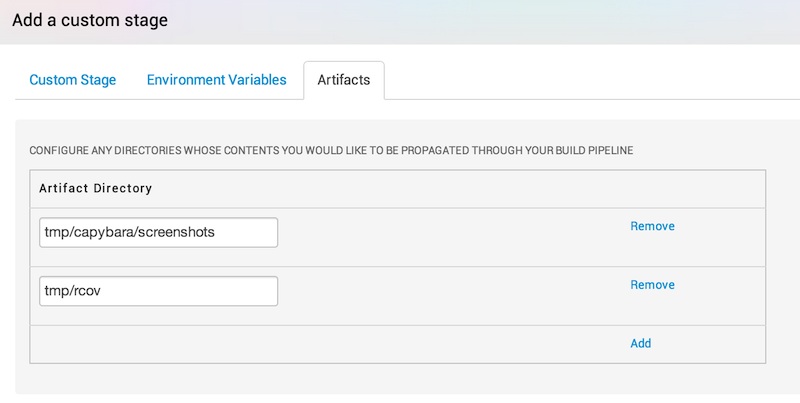 Add a custom stage
Custom Stage Environment Variables Artifacts
CONFIGURE ANY DIRECTORIES WHOSE CONTENTS YOU WOULD LIKE TO BE PROPAGATED THROUGH YOUR BUILD PIPELINE
Artifact Directory
tmp/capybara/screenshots Remove
tmp/rcov Remove
Add